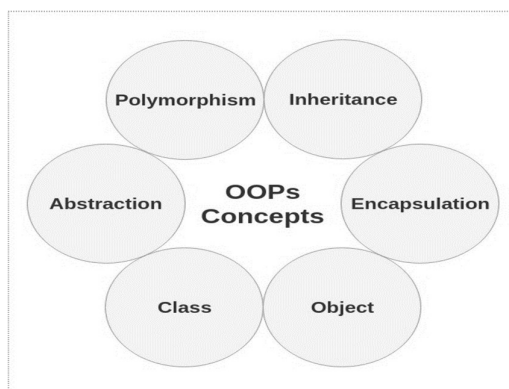 Polymorphism
Inheritance
Abstraction
OOPs
Concepts
Encapsulation
Class
Object